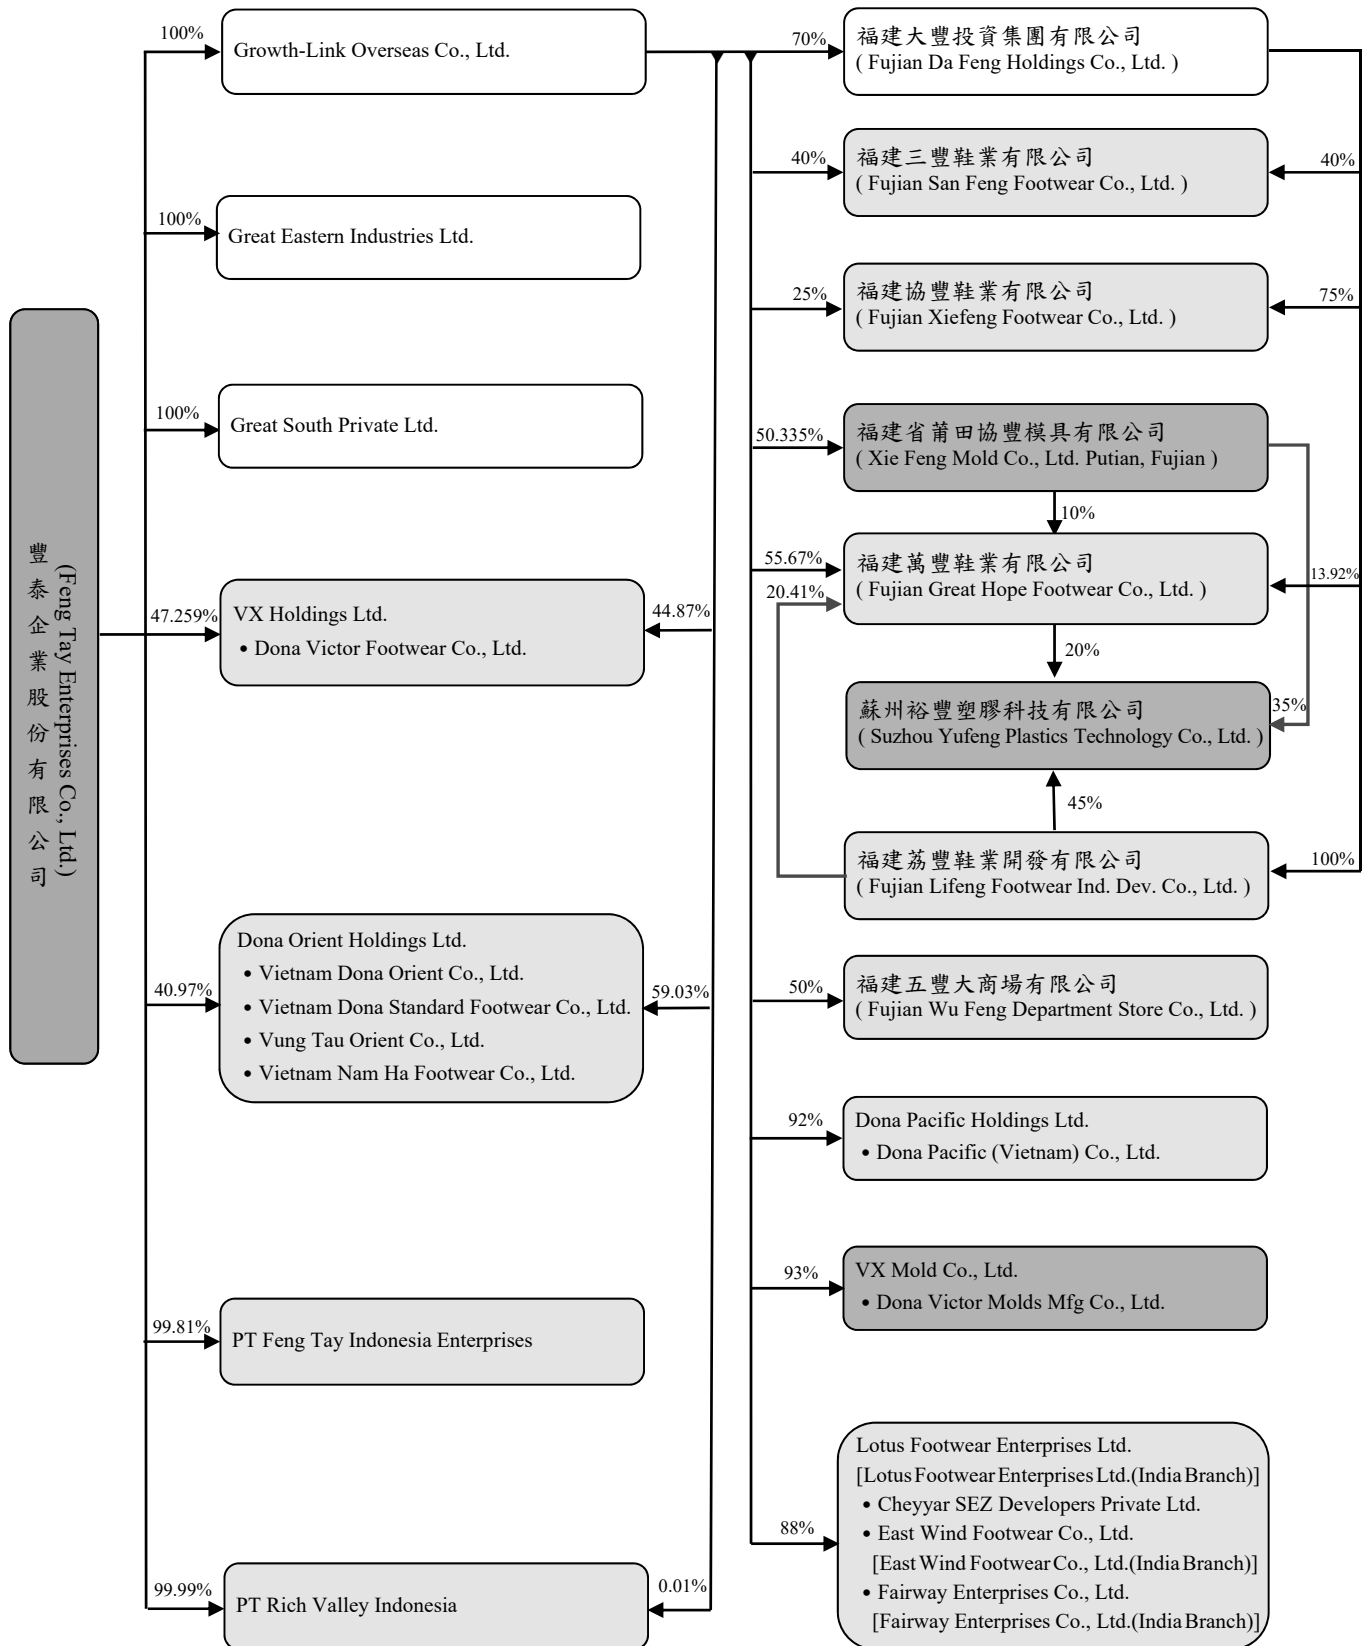 豐泰企業股份有限公司
(Feng Tay Enterprises Co., Ltd.)
100%
Growth-Link Overseas Co., Ltd.
100%
Great Eastern Industries Ltd.
100%
Great South Private Ltd.
47.259%
VX Holdings Ltd.
• Dona Victor Footwear Co., Ltd.
44.87%
40.97%
Dona Orient Holdings Ltd.
• Vietnam Dona Orient Co., Ltd.
• Vietnam Dona Standard Footwear Co., Ltd.
• Vung Tau Orient Co., Ltd.
• Vietnam Nam Ha Footwear Co., Ltd.
59.03%
99.81%
PT Feng Tay Indonesia Enterprises
99.99%
PT Rich Valley Indonesia
0.01%
70%
福建大豐投資集團有限公司
( Fujian Da Feng Holdings Co., Ltd. )
40%
福建三豐鞋業有限公司
( Fujian San Feng Footwear Co., Ltd. )
40%
25%
福建協豐鞋業有限公司
( Fujian Xiefeng Footwear Co., Ltd. )
75%
50.335%
福建省莆田協豐模具有限公司
( Xie Feng Mold Co., Ltd. Putian, Fujian )
10%
55.67%
20.41%
福建萬豐鞋業有限公司
( Fujian Great Hope Footwear Co., Ltd. )
13.92%
20%
蘇州裕豐塑膠科技有限公司
( Suzhou Yufeng Plastics Technology Co., Ltd. )
35%
45%
福建荔豐鞋業開發有限公司
( Fujian Lifeng Footwear Ind. Dev. Co., Ltd. )
100%
50%
福建五豐大商場有限公司
( Fujian Wu Feng Department Store Co., Ltd. )
92%
Dona Pacific Holdings Ltd.
• Dona Pacific (Vietnam) Co., Ltd.
93%
VX Mold Co., Ltd.
• Dona Victor Molds Mfg Co., Ltd.
88%
Lotus Footwear Enterprises Ltd.
[Lotus Footwear Enterprises Ltd.(India Branch)]
• Cheyyar SEZ Developers Private Ltd.
• East Wind Footwear Co., Ltd.
[East Wind Footwear Co., Ltd.(India Branch)]
• Fairway Enterprises Co., Ltd.
[Fairway Enterprises Co., Ltd.(India Branch)]